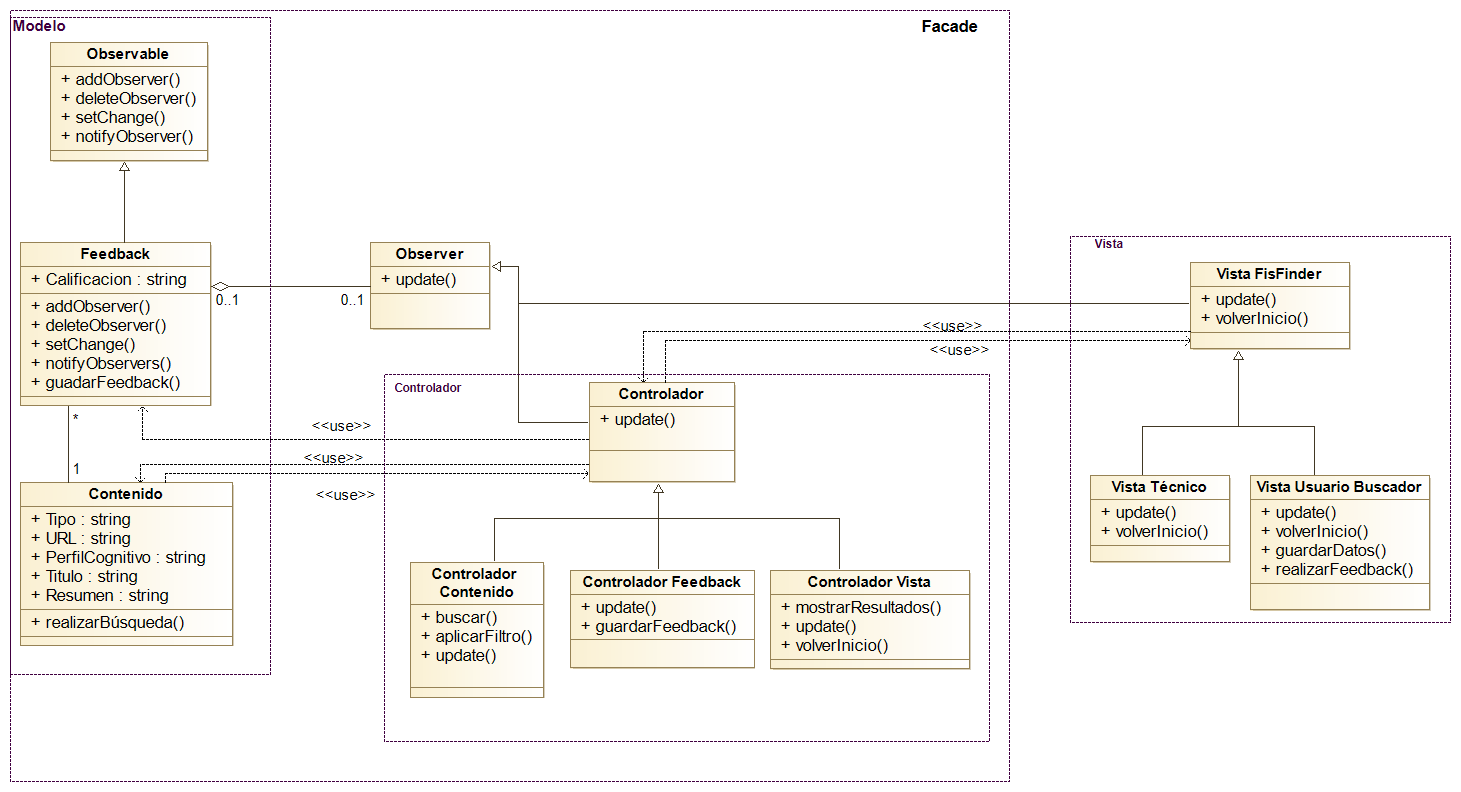 Modelo
Facade
Observable
+ addObserver()
+ deleteObserver()
+ setChange()
+ notifyObserver()
Feedback
+ Calificacion : string
+ addObserver()
+ deleteObserver()
+ setChange()
+ notifyObservers()
+ guadarFeedback()
0..1
0..1
Observer
+ update()
Vista
Vista FisFinder
+ update()
+ volverInicio()
<<use>>
<<use>>
Controlador
Controlador
+ update()
*
1
<<use>>
<<use>>
<<use>>
Contenido
+ Tipo : string
+ URL : string
+ PerfilCognitivo : string
+ Titulo : string
+ Resumen : string
+ realizarBúsqueda()
Controlador
Contenido
+ buscar()
+ aplicarFiltro()
+ update()
Controlador Feedback
+ update()
+ guardarFeedback()
Controlador Vista
+ mostrarResultados()
+ update()
+ volverInicio()
Vista Técnico
+ update()
+ volverInicio()
Vista Usuario Buscador
+ update()
+ volverInicio()
+ guardarDatos()
+ realizarFeedback()